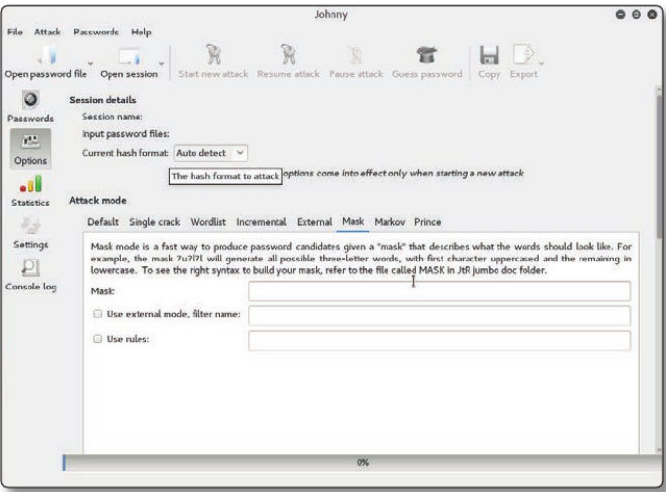 Johnny
File Attack Passwords Help
Open password file Open session Start new attack Resume attack Pause attack Guess password Copy Export
Passwords
Options
Statistics
Settings
Console log
Session details
Session name:
Input password files:
Current hash format: Auto detect
The hash format to attack
options come into effect only when starting a new attack
Attack mode
Default Single crack Wordlist Incremental External Mask Markov Prince
Mask mode is a fast way to produce password candidates given a "mask" that describes what the words should look like. For
example, the mask ?u?l?l will generate all possible three-letter words, with first character uppercased and the remaining in
lowercase. To see the right syntax to build your mask, refer to the file called MASK in JtR jumbo doc folder.
Mask:
Use external mode, filter name:
Use rules:
0%